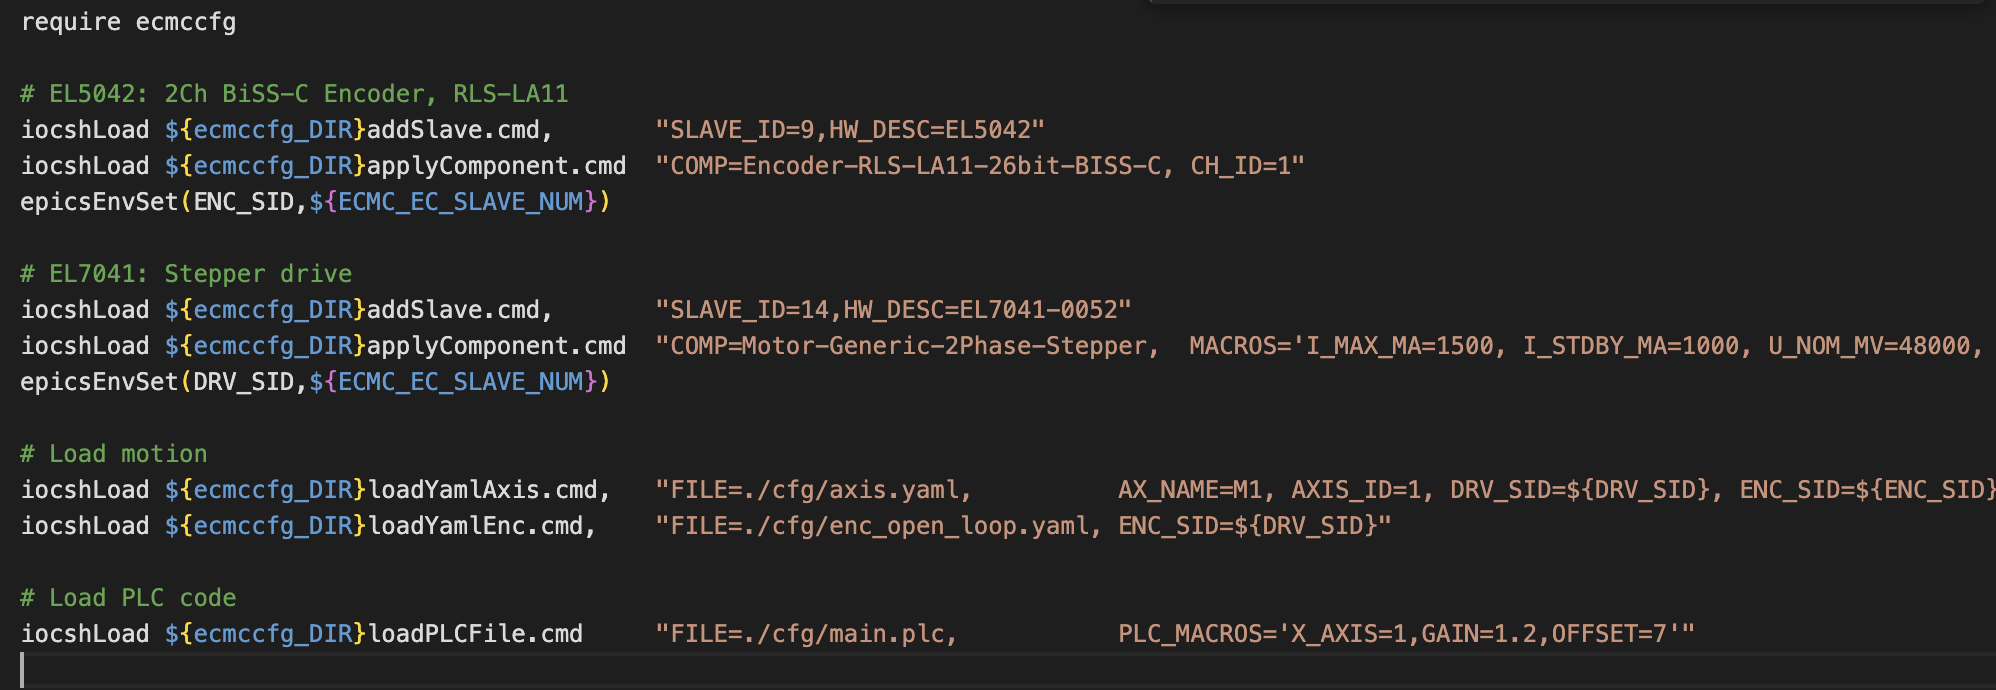 require ecmccfg
# EL5042: 2Ch BiSS-C Encoder, RLS-LA11
iocshLoad ${ecmccfg_DIR}addSlave.cmd, "SLAVE_ID=9,HW_DESC=EL5042"
iocshLoad ${ecmccfg_DIR}applyComponent.cmd "COMP=Encoder-RLS-LA11-26bit-BISS-C, CH_ID=1"
epicsEnvSet(ENC_SID,${ECMC_EC_SLAVE_NUM})
# EL7041: Stepper drive
iocshLoad ${ecmccfg_DIR}addSlave.cmd, "SLAVE_ID=14,HW_DESC=EL7041-0052"
iocshLoad ${ecmccfg_DIR}applyComponent.cmd "COMP=Motor-Generic-2Phase-Stepper, MACROS='I_MAX_MA=1500, I_STDBY_MA=1000, U_NOM_MV=48000,
epicsEnvSet(DRV_SID,${ECMC_EC_SLAVE_NUM})
# Load motion
iocshLoad ${ecmccfg_DIR}loadYamlAxis.cmd, "FILE=./cfg/axis.yaml, AX_NAME=M1, AXIS_ID=1, DRV_SID=${DRV_SID}, ENC_SID=${ENC_SID}
iocshLoad ${ecmccfg_DIR}loadYamlEnc.cmd, "FILE=./cfg/enc_open_loop.yaml, ENC_SID=${DRV_SID}"
# Load PLC code
iocshLoad ${ecmccfg_DIR}loadPLCFile.cmd "FILE=./cfg/main.plc, PLC_MACROS='X_AXIS=1,GAIN=1.2,OFFSET=7'"